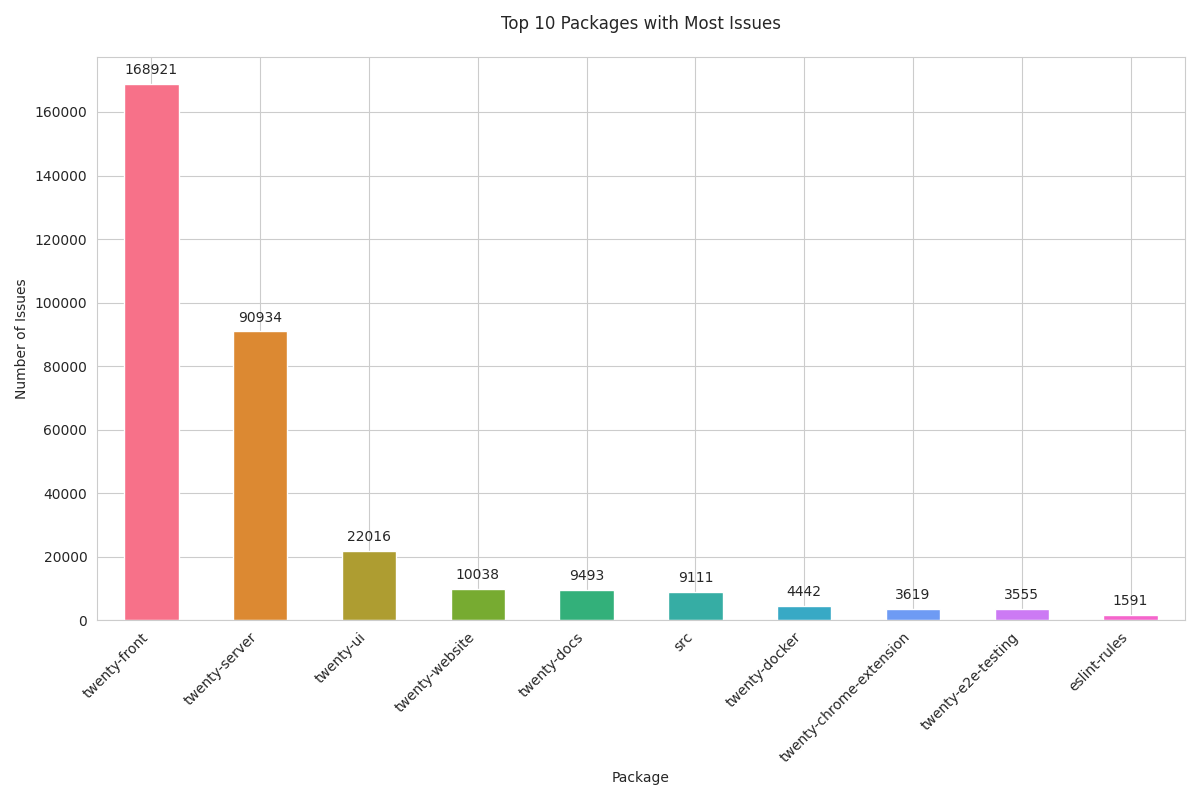 Top 10 Packages with Most Issues
168921
90934
22016
10038
9493
9111
4442
3619
3555
1591
160000
140000
120000
100000
80000
60000
40000
20000
0
Number of Issues
twenty-front
twenty-server
twenty-ui
twenty-website
twenty-docs
src
twenty-docker
twenty-chrome-extension
twenty-e2e-testing
eslint-rules
Package